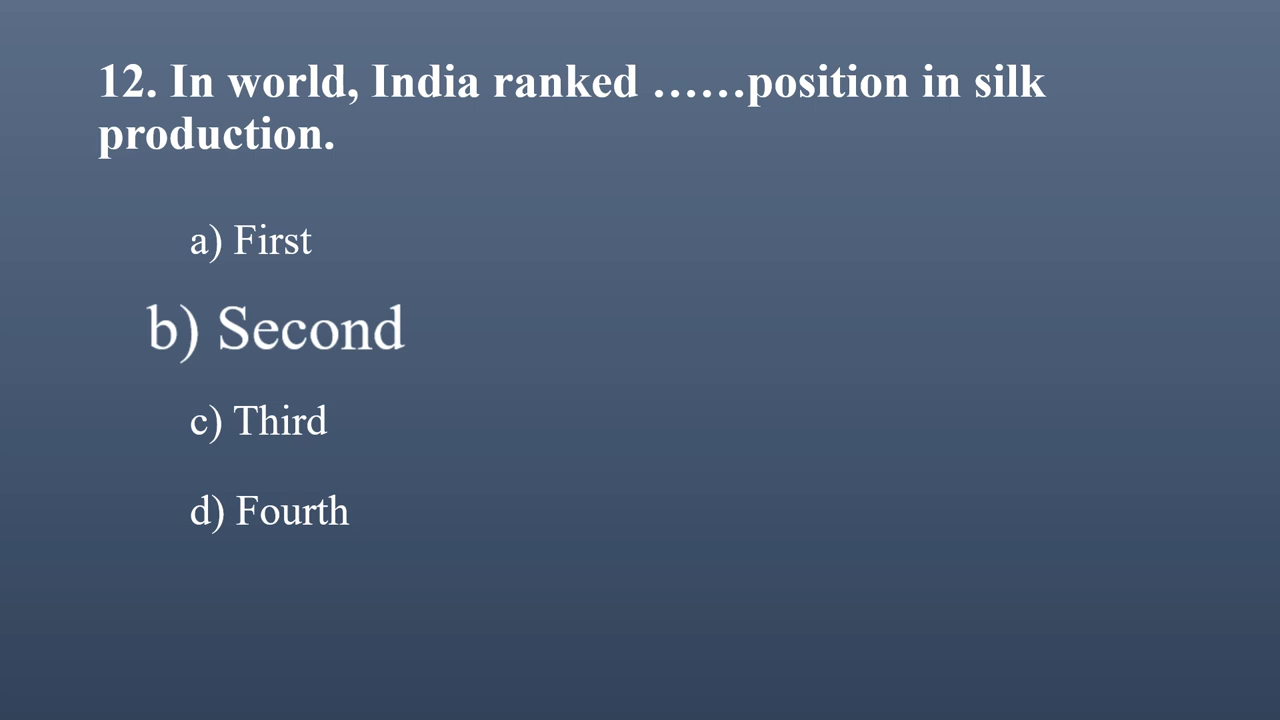 12. In world, India ranked ……position in silk
production.
a) First
b) Second
c) Third
d) Fourth